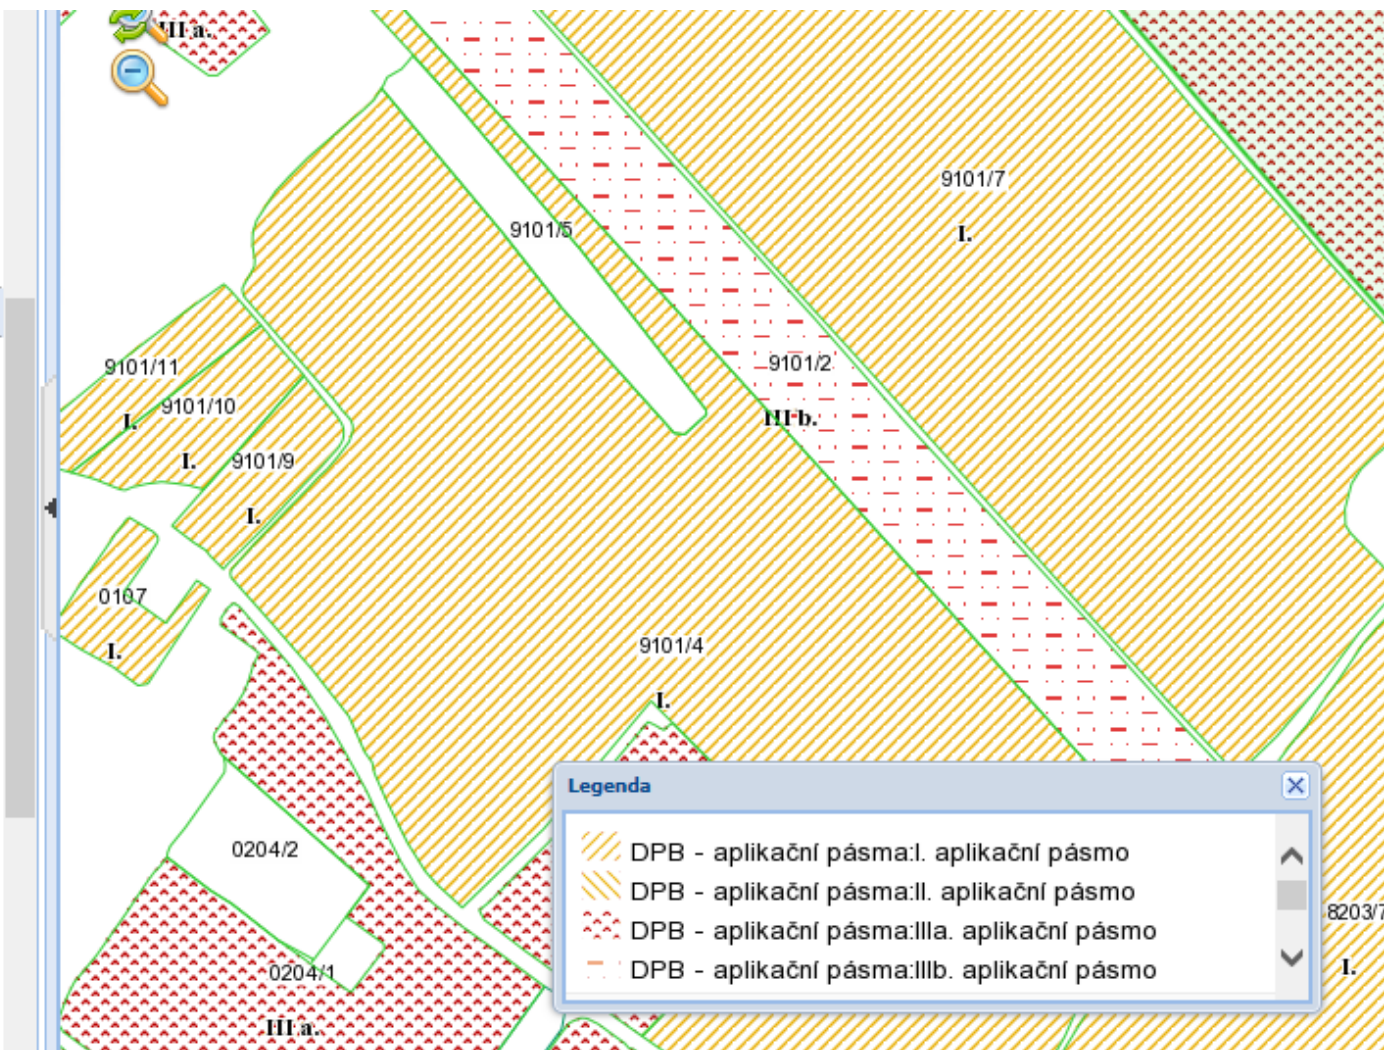 III a.
9101/7
I.
9101/5
9101/2
III b.
9101/11
I.
9101/10
I.
9101/9
I.
0107
I.
9101/4
I.
0204/2
0204/1
III a.
Legenda
DPB - aplikační pásma:I. aplikační pásmo
DPB - aplikační pásma:II. aplikační pásmo
DPB - aplikační pásma:IIIa. aplikační pásmo
DPB - aplikační pásma:IIIb. aplikační pásmo
8203/7
I.